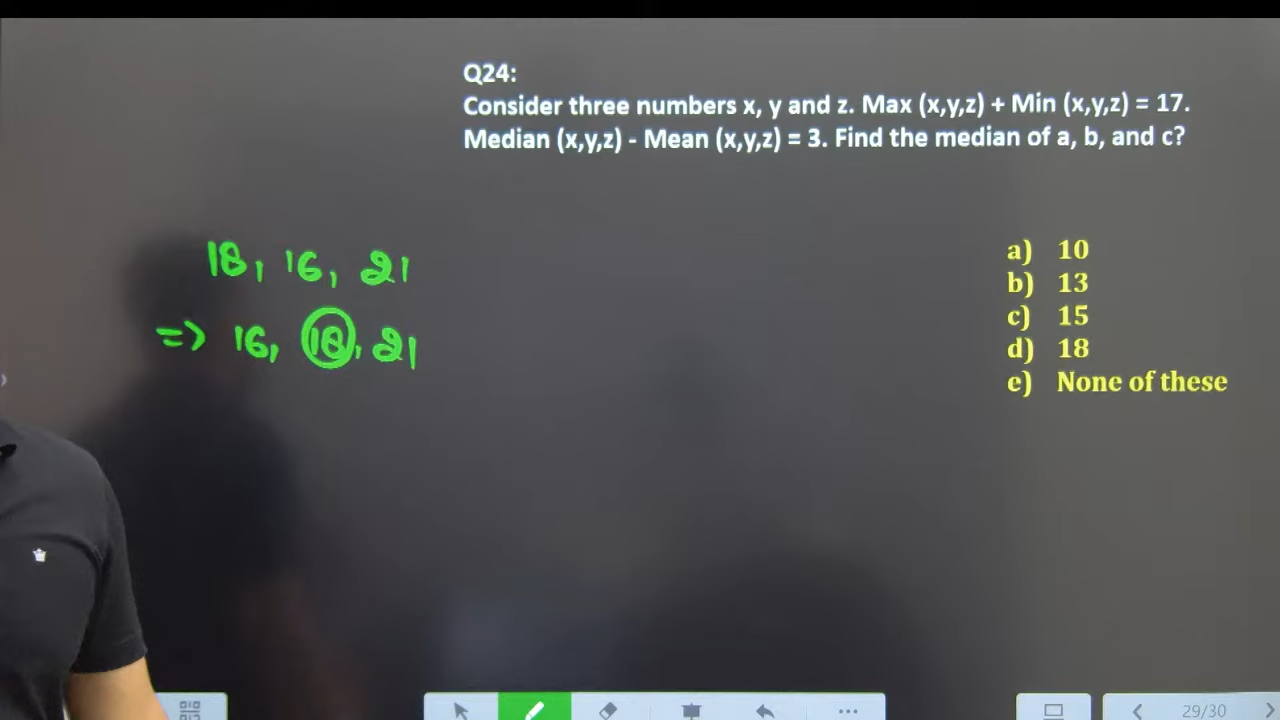 Q24:
Consider three numbers x, y and z. Max (x,y,z) + Min (x,y,z) = 17.
Median (x,y,z) - Mean (x,y,z) = 3. Find the median of a, b, and c?
18, 16, 21
=> 16, 18, 21
a) 10
b) 13
c) 15
d) 18
e) None of these
29/30